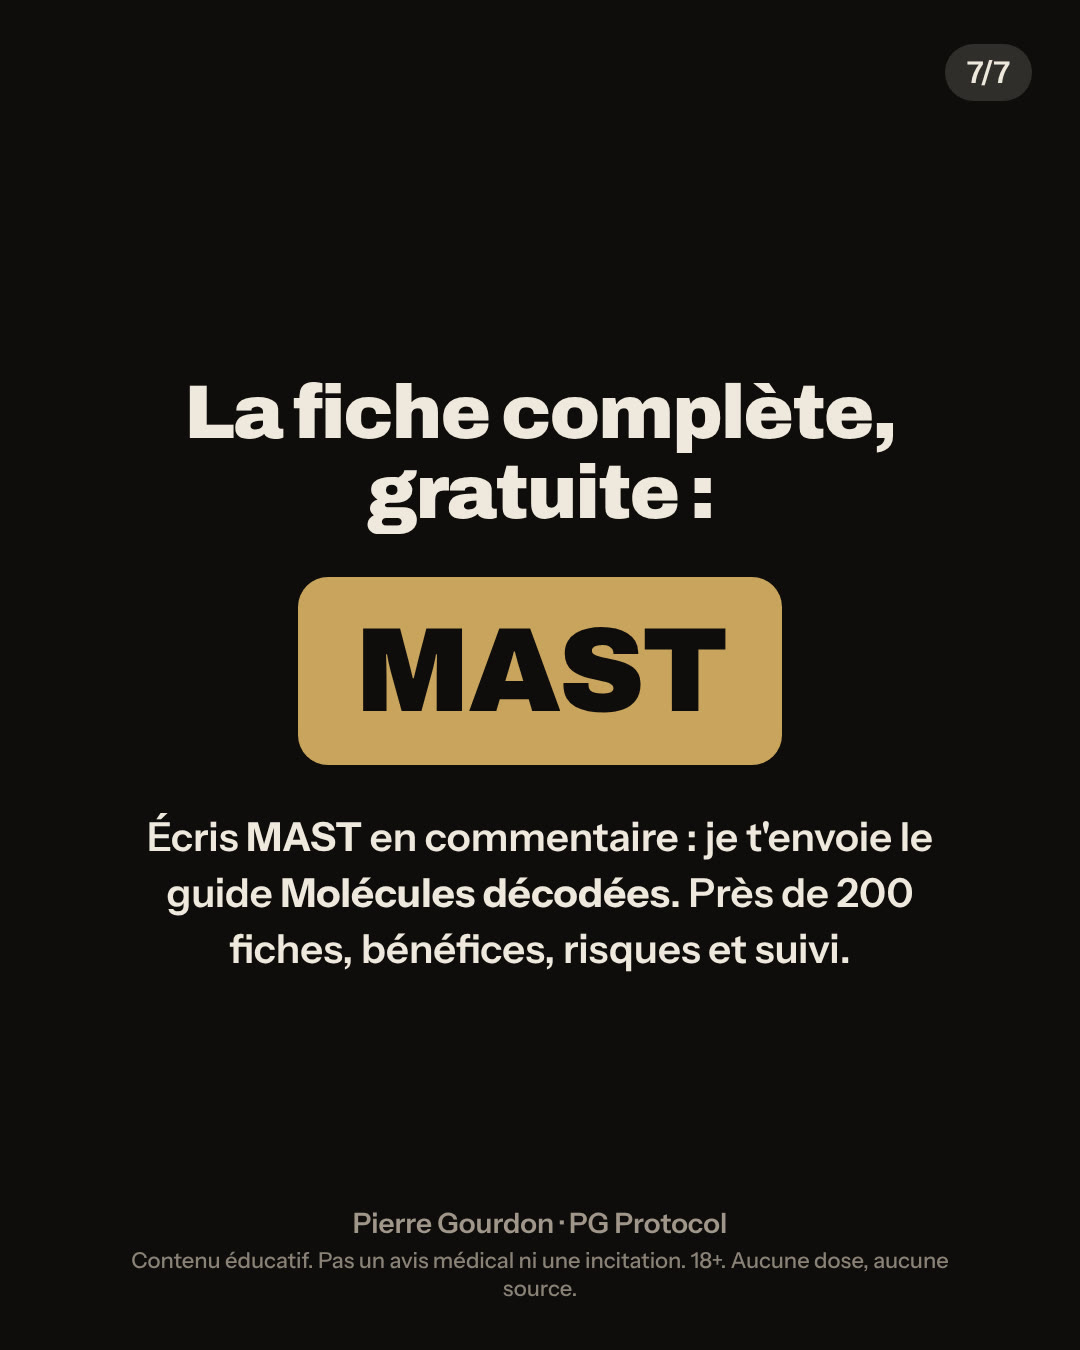 7/7
La fiche complète,
gratuite :
MAST
Écris MAST en commentaire : je t'envoie le
guide Molécules décodées. Près de 200
fiches, bénéfices, risques et suivi.
Pierre Gourdon · PG Protocol
Contenu éducatif. Pas un avis médical ni une incitation. 18+. Aucune dose, aucune
source.